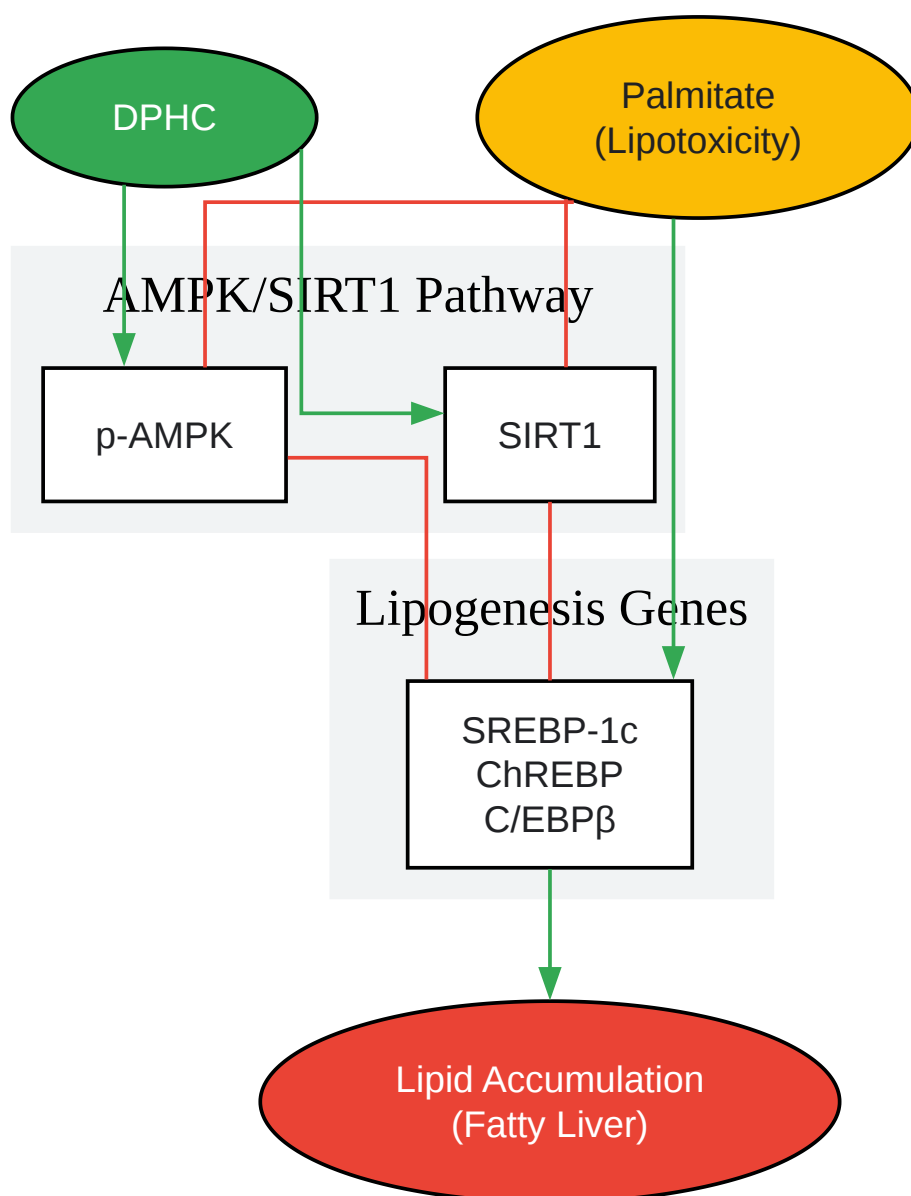 DPHC
Palmitate
(Lipotoxicity)
AMPK/SIRT1 Pathway
p-AMPK
SIRT1
Lipogenesis Genes
SREBP-1c
ChREBP
C/EBPβ
Lipid Accumulation
(Fatty Liver)